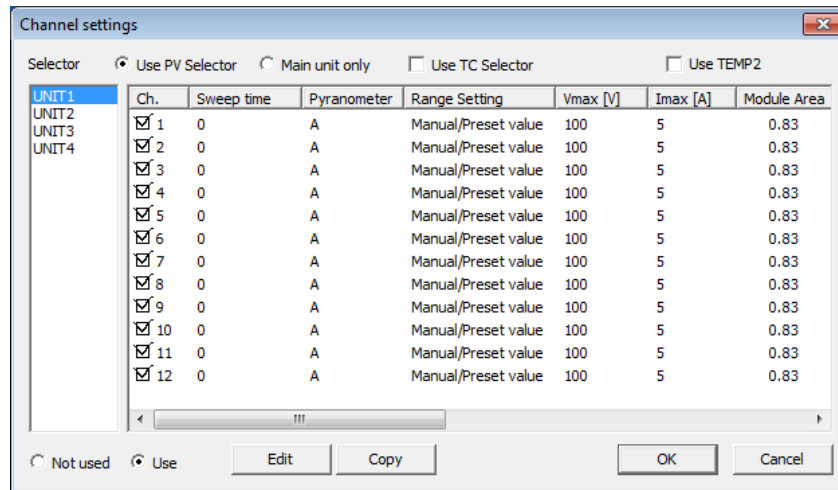 Channel settings
Selector Use PV Selector Main unit only Use TC Selector Use TEMP2
UNIT1
UNIT2
UNIT3
UNIT4
Ch. Sweep time Pyranometer Range Setting Vmax [V] Imax [A] Module Area
1 0 A Manual/Preset value 100 5 0.83
2 0 A Manual/Preset value 100 5 0.83
3 0 A Manual/Preset value 100 5 0.83
4 0 A Manual/Preset value 100 5 0.83
5 0 A Manual/Preset value 100 5 0.83
6 0 A Manual/Preset value 100 5 0.83
7 0 A Manual/Preset value 100 5 0.83
8 0 A Manual/Preset value 100 5 0.83
9 0 A Manual/Preset value 100 5 0.83
10 0 A Manual/Preset value 100 5 0.83
11 0 A Manual/Preset value 100 5 0.83
12 0 A Manual/Preset value 100 5 0.83
Not used Use Edit Copy OK Cancel